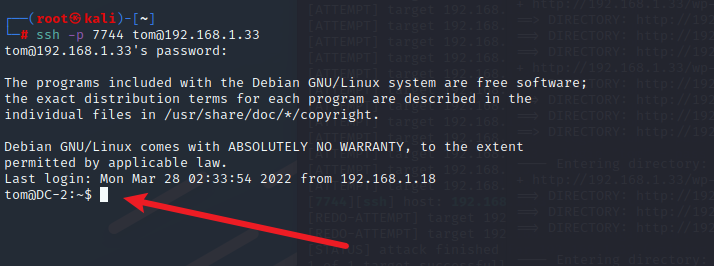 ┌──(root㉿kali)-[~]
└─# ssh -p 7744 tom@192.168.1.33
tom@192.168.1.33's password:
The programs included with the Debian GNU/Linux system are free software;
the exact distribution terms for each program are described in the
individual files in /usr/share/doc/*/copyright.
Debian GNU/Linux comes with ABSOLUTELY NO WARRANTY, to the extent
permitted by applicable law.
Last login: Mon Mar 28 02:33:54 2022 from 192.168.1.18
tom@DC-2:~$